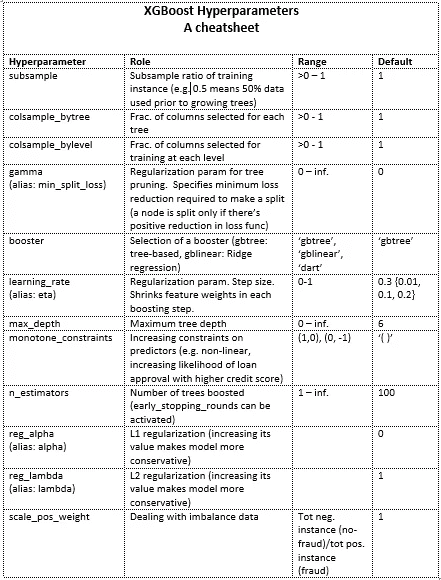 XGBoost Hyperparameters
A cheatsheet
Hyperparameter Role Range Default
subsample Subsample ratio of training >0 – 1 1
instance (e.g. 0.5 means 50% data
used prior to growing trees)
colsample_bytree Frac. of columns selected for each >0 - 1 1
tree
colsample_bylevel Frac. of columns selected for >0 - 1 1
training at each level
gamma Regularization param for tree 0 – inf. 0
(alias: min_split_loss) pruning. Specifies minimum loss
reduction required to make a split
(a node is split only if there's
positive reduction in loss func)
booster Selection of a booster (gbtree: 'gbtree', 'gbtree'
tree-based, gblinear: Ridge 'gblinear',
regression) 'dart'
learning_rate Regularization param. Step size. 0-1 0.3 {0.01,
(alias: eta) Shrinks feature weights in each 0.1, 0.2}
boosting step.
max_depth Maximum tree depth 0 – inf. 6
monotone_constraints Increasing constraints on (1,0), (0, -1) '( )'
predictors (e.g. non-linear,
increasing likelihood of loan
approval with higher credit score)
n_estimators Number of trees boosted 1 – inf. 100
(early_stopping_rounds can be
activated)
reg_alpha L1 regularization (increasing its 0
(alias: alpha) value makes model more
conservative)
reg_lambda L2 regularization (increasing its 1
(alias: lambda) value makes model more
conservative)
scale_pos_weight Dealing with imbalance data Tot neg. 1
instance (no-
fraud)/tot pos.
instance
(fraud)